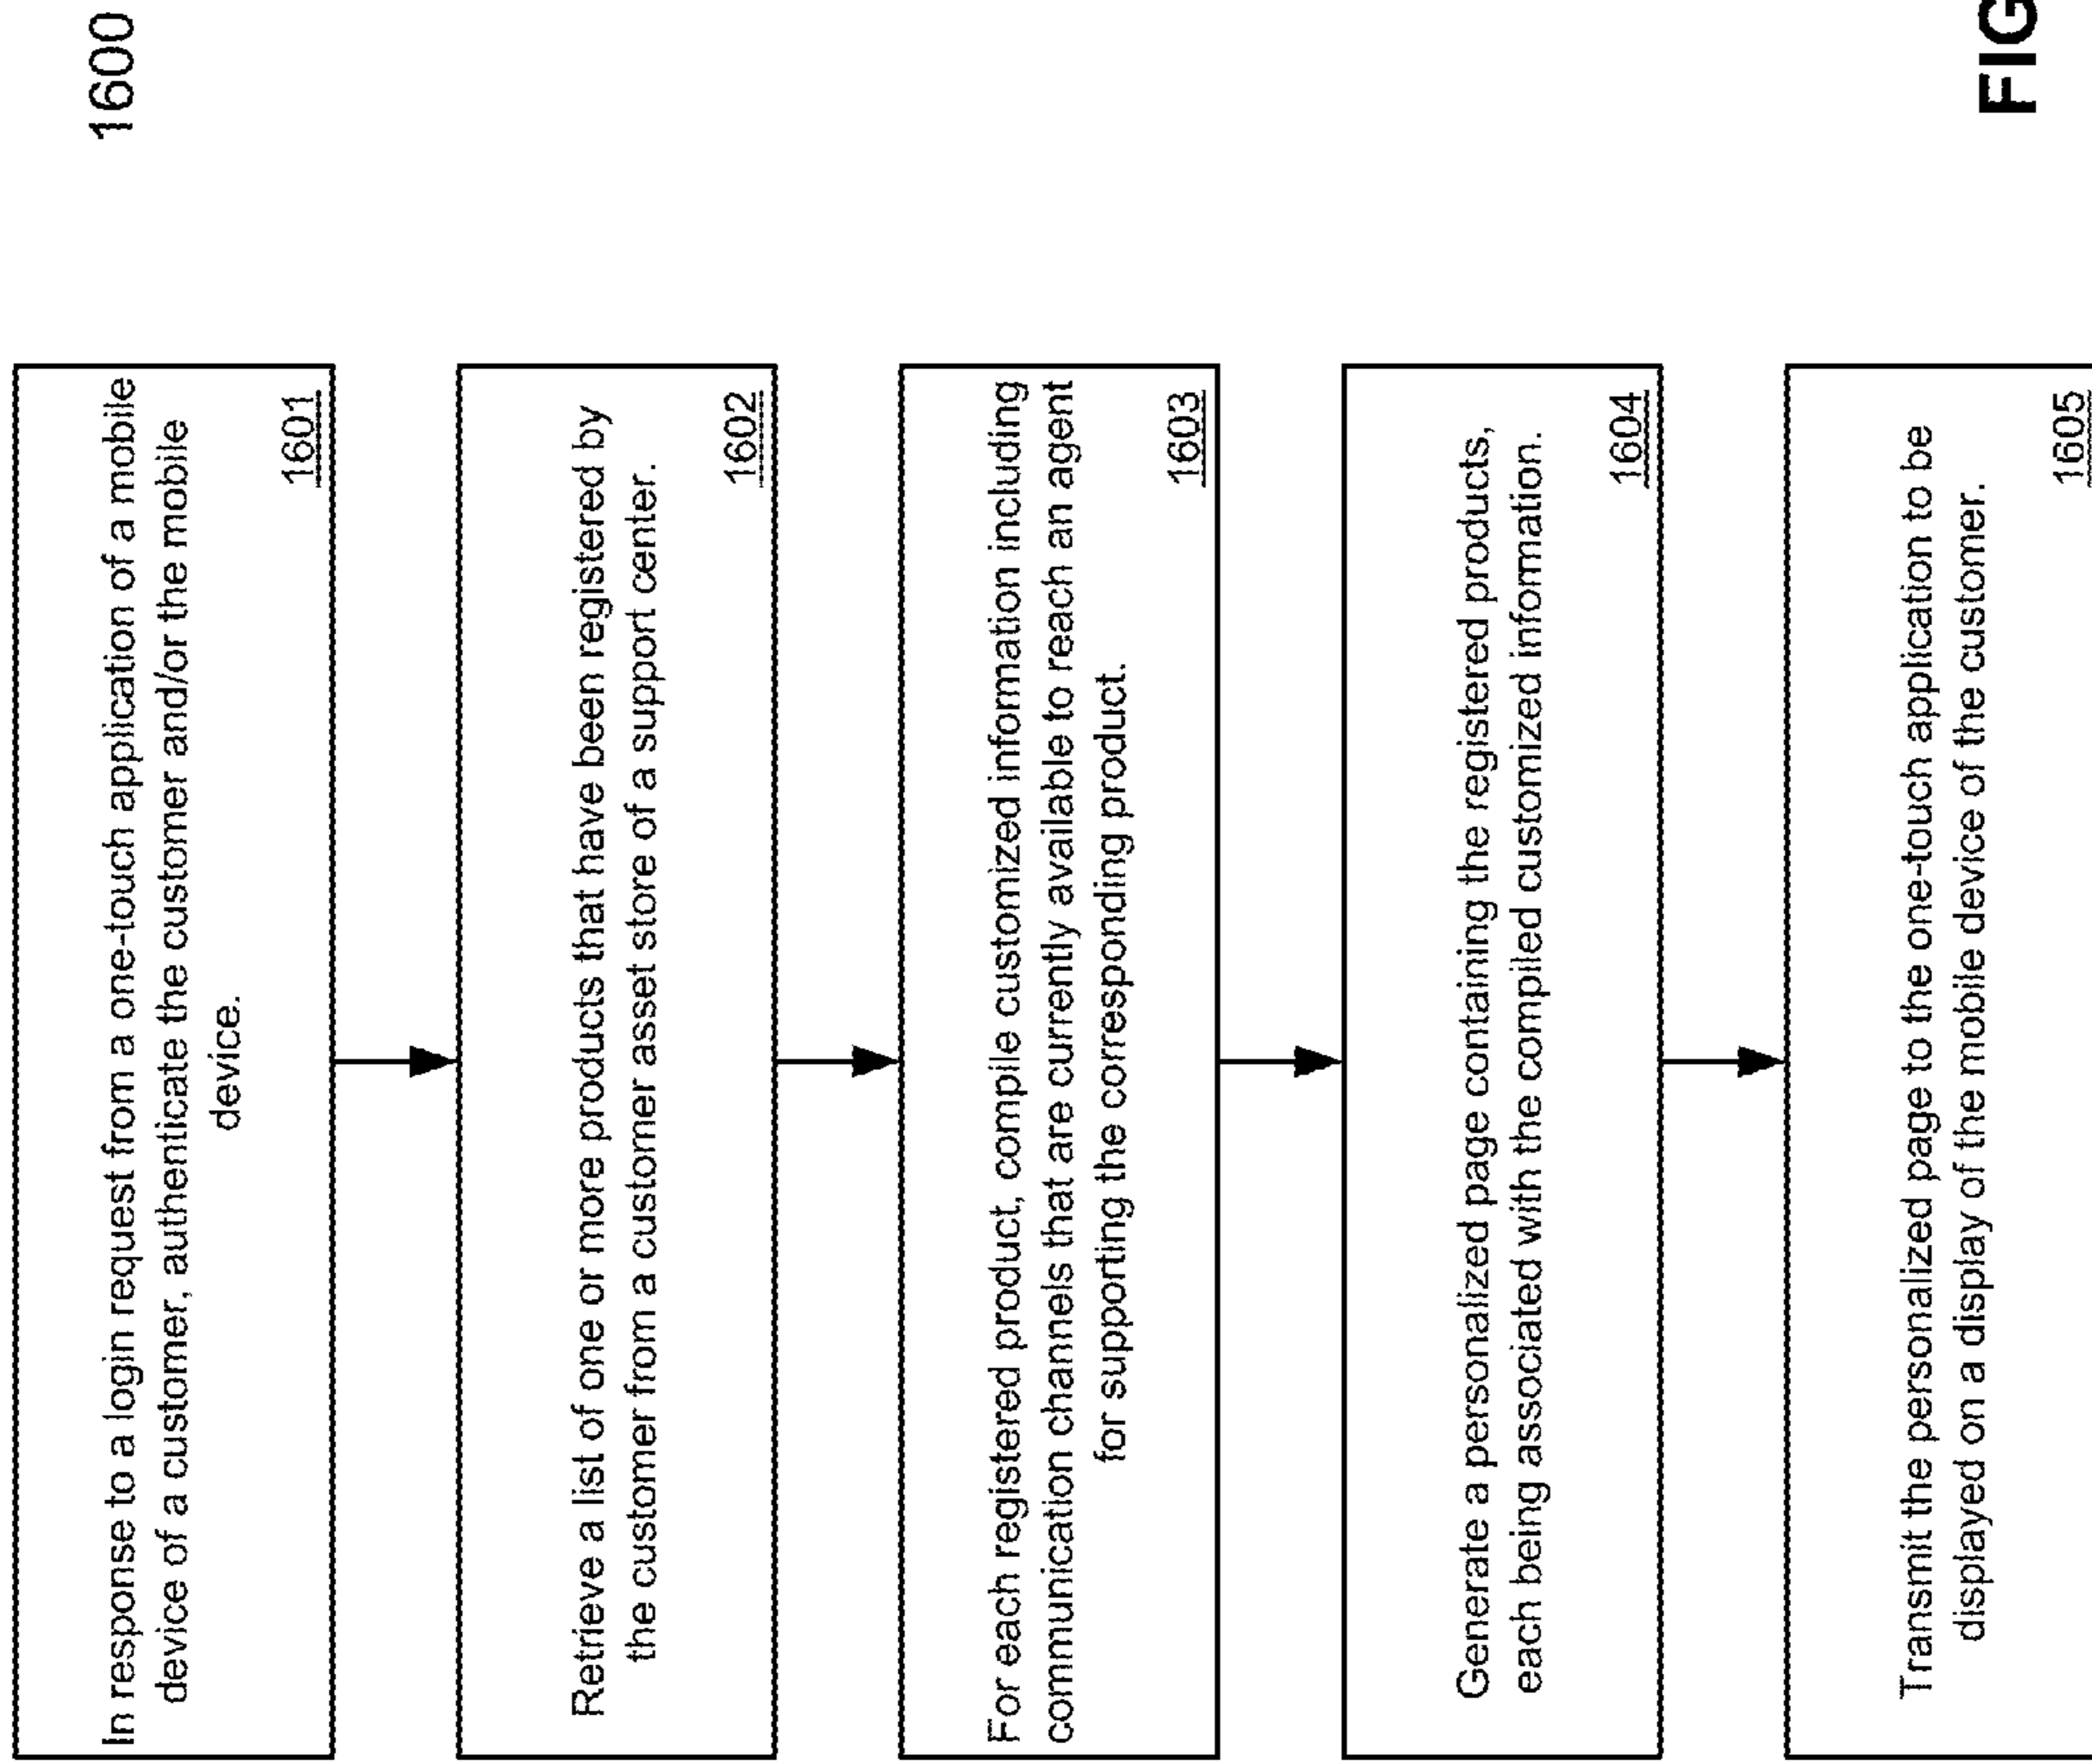 In response to a login request from a one-touch application of a mobile
device of a customer, authenticate the customer and/or the mobile
device.
1601
Retrieve a list of one or more products that have been registered by
the customer from a customer asset store of a support center.
1602
For each registered product, compile customized information including
communication channels that are currently available to reach an agent
for supporting the corresponding product.
1603
Generate a personalized page containing the registered products,
each being associated with the compiled customized information.
1604
Transmit the personalized page to the one-touch application to be
displayed on a display of the mobile device of the customer.
1605
1600
FIG